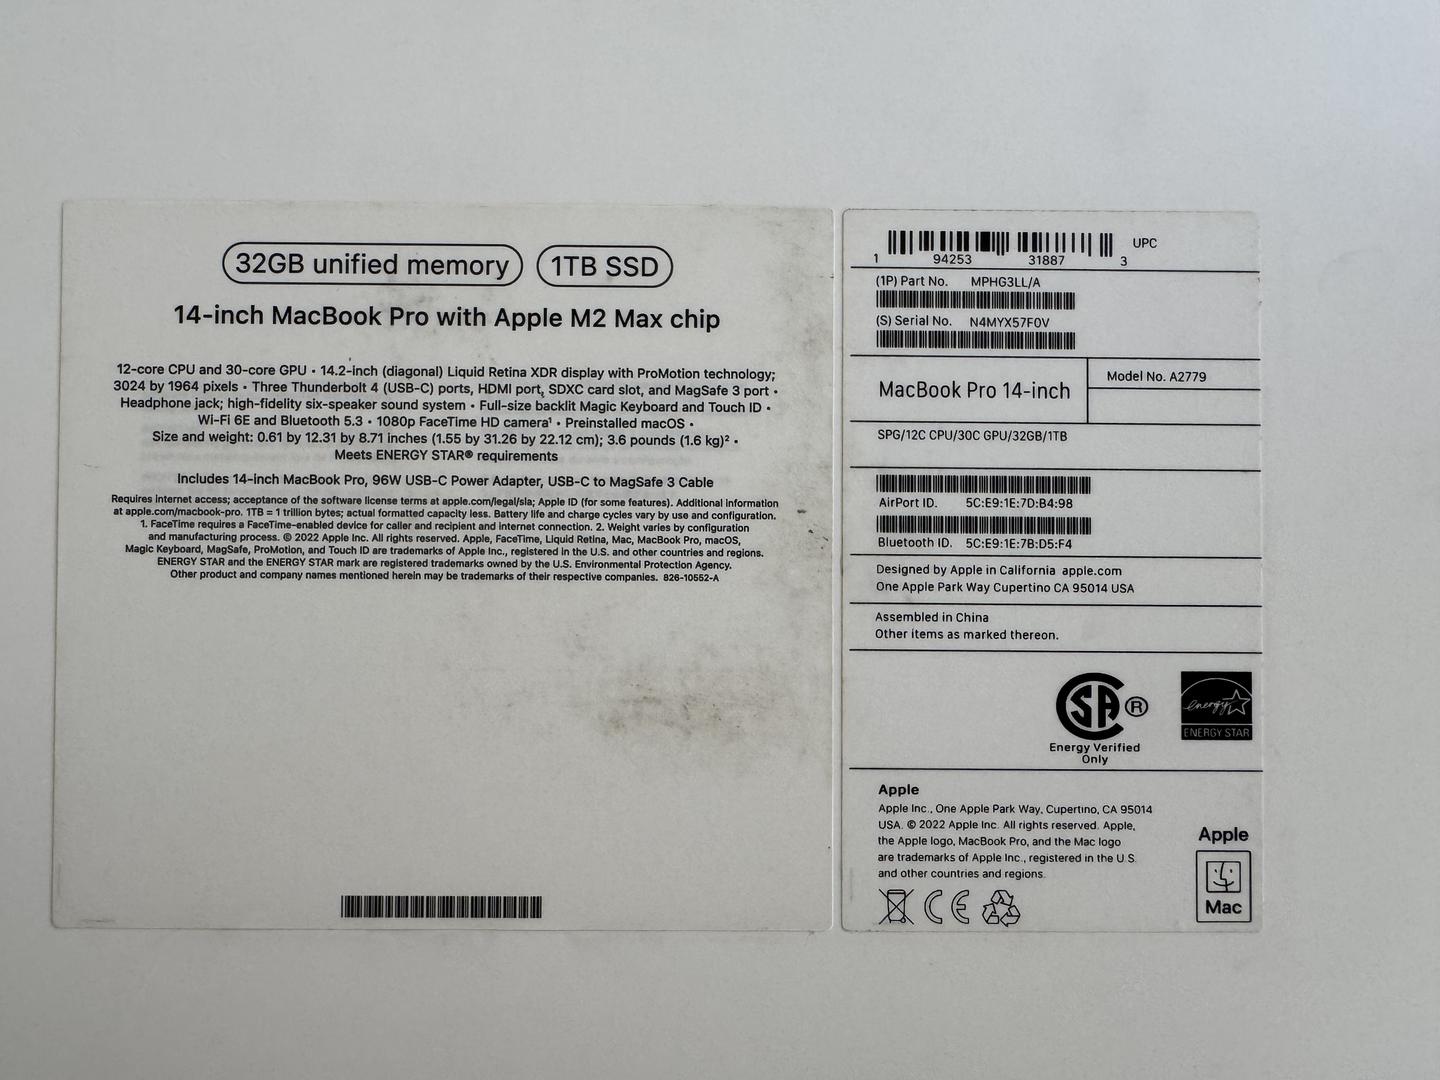 32GB unified memory 1TB SSD
14-inch MacBook Pro with Apple M2 Max chip
12-core CPU and 30-core GPU • 14.2-inch (diagonal) Liquid Retina XDR display with ProMotion technology;
3024 by 1964 pixels • Three Thunderbolt 4 (USB-C) ports, HDMI port, SDXC card slot, and MagSafe 3 port •
Headphone jack; high-fidelity six-speaker sound system • Full-size backlit Magic Keyboard and Touch ID •
Wi-Fi 6E and Bluetooth 5.3 • 1080p FaceTime HD camera¹ • Preinstalled macOS •
Size and weight: 0.61 by 12.31 by 8.71 inches (1.55 by 31.26 by 22.12 cm); 3.6 pounds (1.6 kg)² •
Meets ENERGY STAR® requirements
Includes 14-inch MacBook Pro, 96W USB-C Power Adapter, USB-C to MagSafe 3 Cable
Requires internet access; acceptance of the software license terms at apple.com/legal/sla; Apple ID (for some features). Additional information
at apple.com/macbook-pro. 1TB = 1 trillion bytes; actual formatted capacity less. Battery life and charge cycles vary by use and configuration.
1. FaceTime requires a FaceTime-enabled device for caller and recipient and internet connection. 2. Weight varies by configuration
and manufacturing process. © 2022 Apple Inc. All rights reserved. Apple, FaceTime, Liquid Retina, Mac, MacBook Pro, macOS,
Magic Keyboard, MagSafe, ProMotion, and Touch ID are trademarks of Apple Inc., registered in the U.S. and other countries and regions.
ENERGY STAR and the ENERGY STAR mark are registered trademarks owned by the U.S. Environmental Protection Agency.
Other product and company names mentioned herein may be trademarks of their respective companies. 826-10552-A
UPC
1 94253 31887 3
(1P) Part No. MPHG3LL/A
(S) Serial No. N4MYX57F0V
MacBook Pro 14-inch
Model No. A2779
SPG/12C CPU/30C GPU/32GB/1TB
AirPort ID. 5C:E9:1E:7D:B4:98
Bluetooth ID. 5C:E9:1E:7B:D5:F4
Designed by Apple in California apple.com
One Apple Park Way Cupertino CA 95014 USA
Assembled in China
Other items as marked thereon.
SA ®
Energy Verified
Only
energy
ENERGY STAR
Apple
Apple Inc., One Apple Park Way, Cupertino, CA 95014
USA. © 2022 Apple Inc. All rights reserved. Apple,
the Apple logo, MacBook Pro, and the Mac logo
are trademarks of Apple Inc., registered in the U S
and other countries and regions.
CE
Apple
Mac